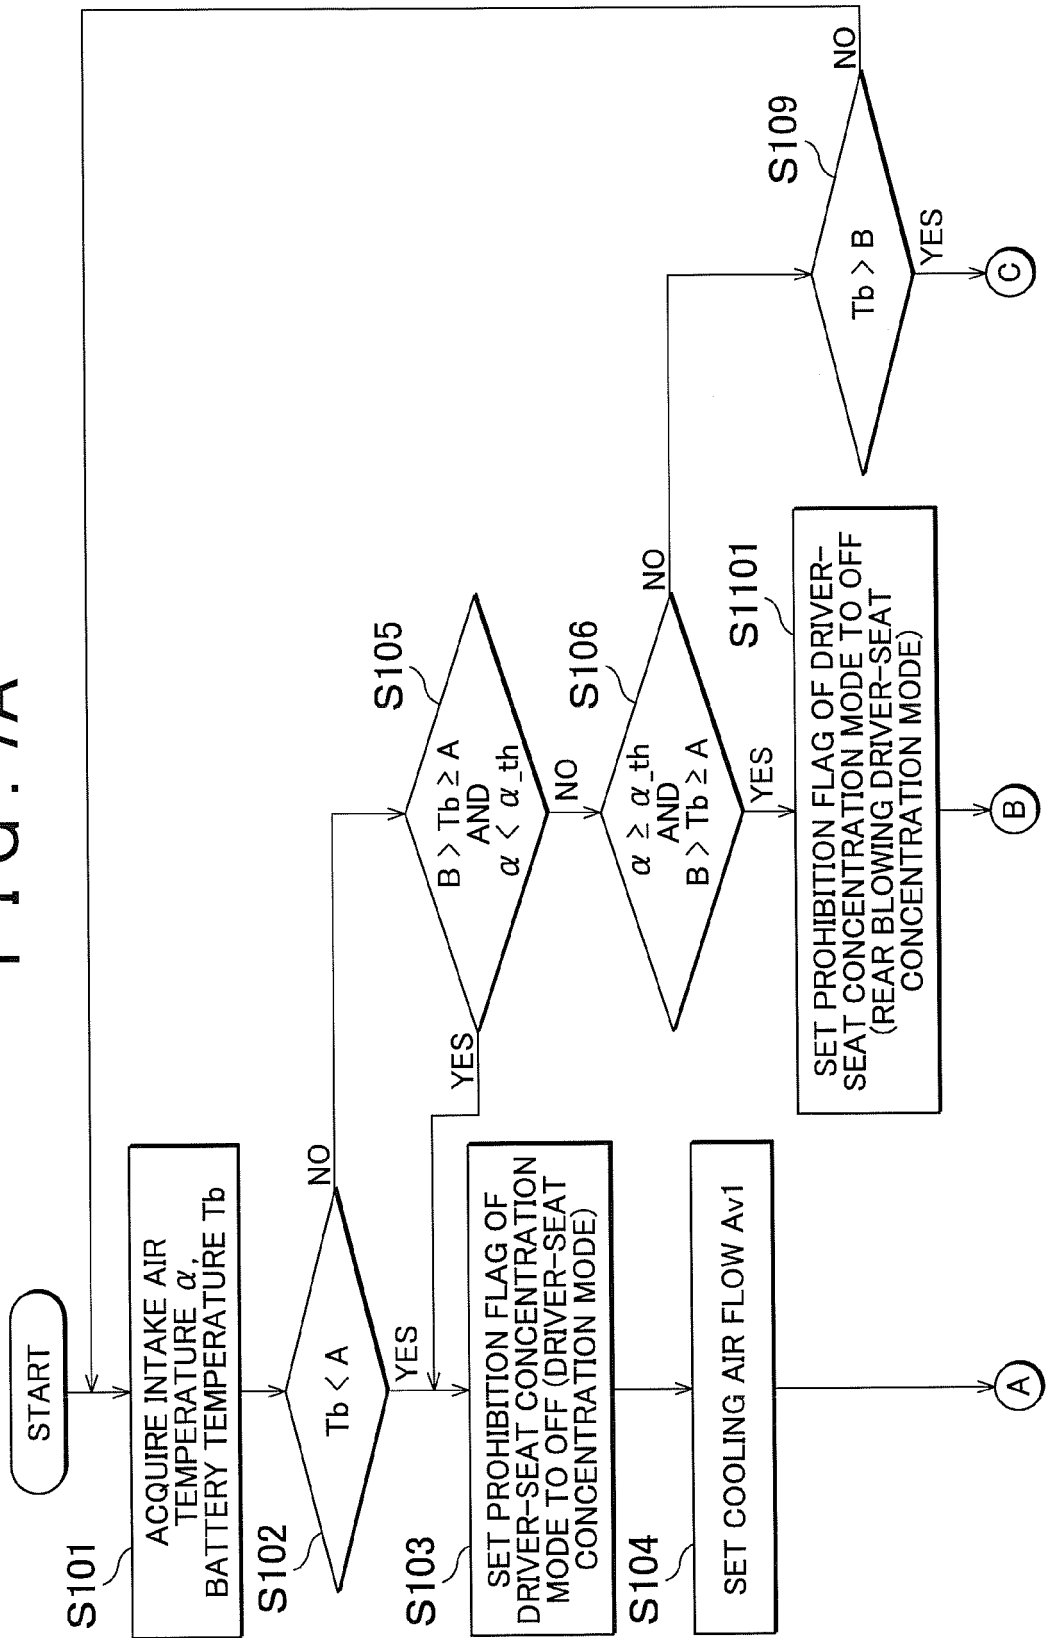 FIG. 7A
START
S101
ACQUIRE INTAKE AIR
TEMPERATURE α,
BATTERY TEMPERATURE Tb
S102
Tb < A
NO
YES
S103
SET PROHIBITION FLAG OF
DRIVER-SEAT CONCENTRATION
MODE TO OFF (DRIVER-SEAT
CONCENTRATION MODE)
S104
SET COOLING AIR FLOW Av1
A
S105
B > Tb ≥ A
AND
α < α_th
YES
NO
S106
α ≥ α_th
AND
B > Tb ≥ A
NO
YES
S1101
SET PROHIBITION FLAG OF DRIVER-
SEAT CONCENTRATION MODE TO OFF
(REAR BLOWING DRIVER-SEAT
CONCENTRATION MODE)
B
S109
Tb > B
NO
YES
C